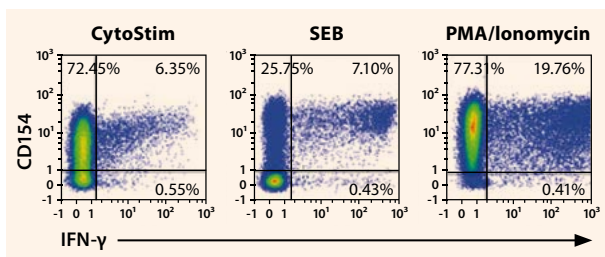 CytoStim SEB PMA/Ionomycin
10³ 10³ 10³
72.45% 6.35% 25.75% 7.10% 77.31% 19.76%
10² 10² 10²
10¹ 10¹ 10¹
1 1 1
0 0 0
-1 -1 -1
0.55% 0.43% 0.41%
-1 0 1 10¹ 10² 10³ -1 0 1 10¹ 10² 10³ -1 0 1 10¹ 10² 10³
CD154
IFN-γ